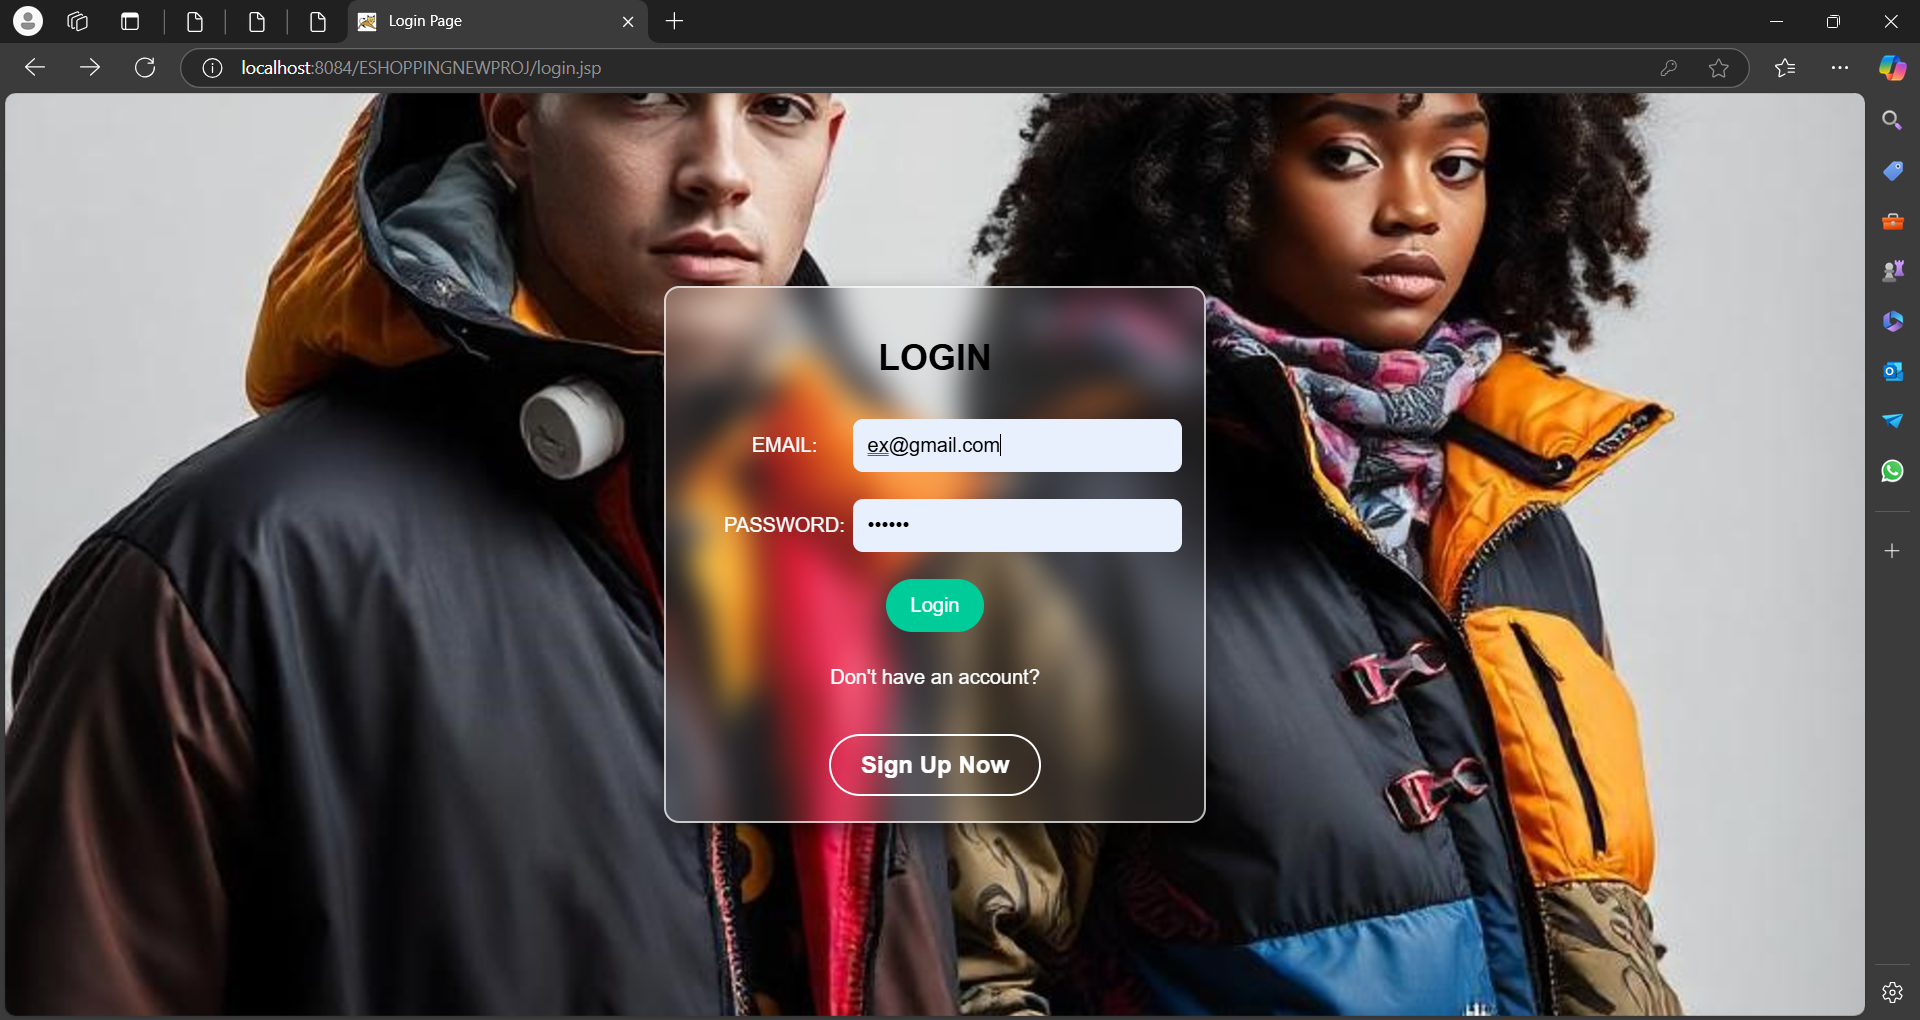 Login Page
localhost:8084/ESHOPPINGNEWPROJ/login.jsp
LOGIN
EMAIL: ex@gmail.com
PASSWORD: ••••••
Login
Don't have an account?
Sign Up Now